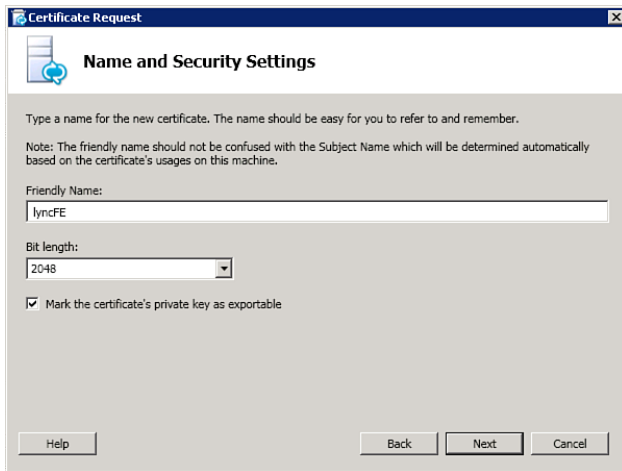 Certificate Request
Name and Security Settings
Type a name for the new certificate. The name should be easy for you to refer to and remember.
Note: The friendly name should not be confused with the Subject Name which will be determined automatically
based on the certificate's usages on this machine.
Friendly Name:
lyncFE
Bit length:
2048
Mark the certificate's private key as exportable
Help Back Next Cancel